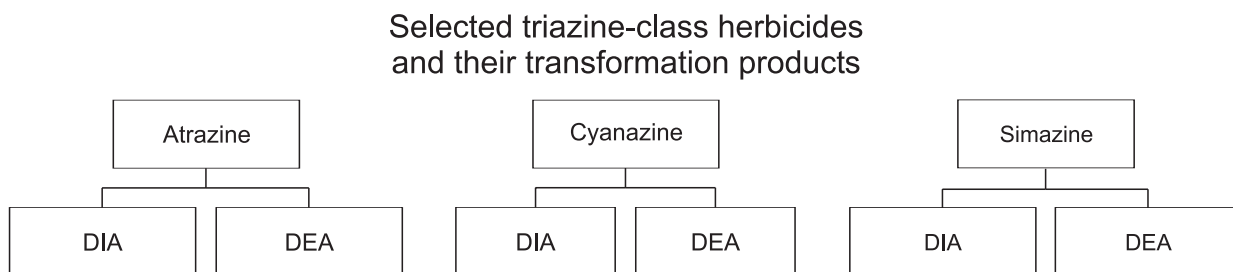 Selected triazine-class herbicides
and their transformation products
Atrazine
Cyanazine
Simazine
DIA
DEA
DIA
DEA
DIA
DEA